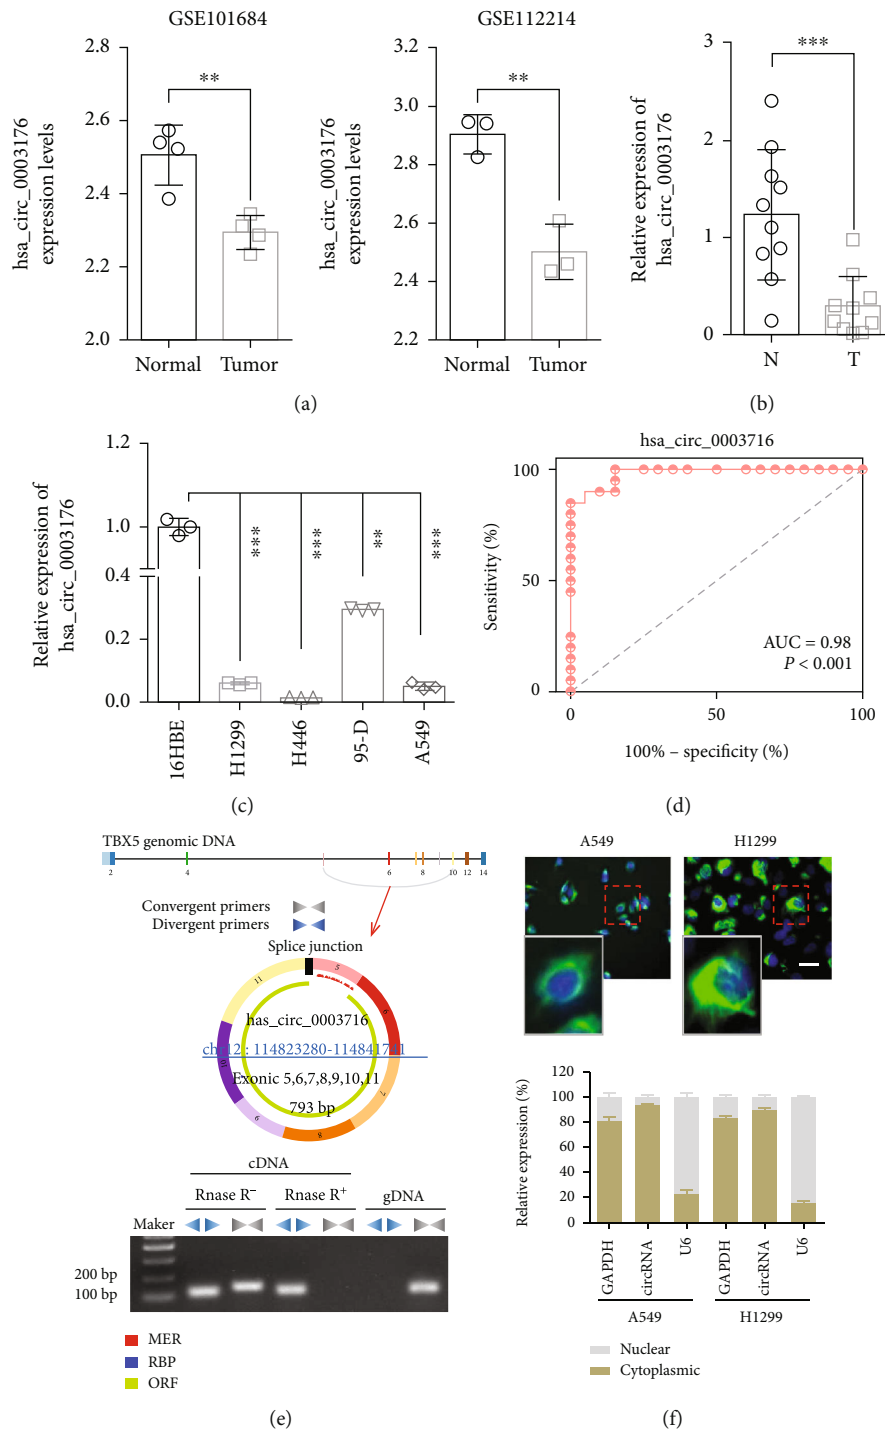 GSE101684
hsa_circ_0003176
expression levels
2.8
2.6
2.4
2.2
2.0
**
Normal
Tumor
GSE112214
hsa_circ_0003176
expression levels
3.2
3.0
2.8
2.6
2.4
2.2
**
Normal
Tumor
(a)
Relative expression of
hsa_circ_0003176
3
2
1
0
***
N
T
(b)
Relative expression of
hsa_circ_0003176
1.2
1.0
0.4
0.2
0.0
***
***
**
***
16HBE
H1299
H446
95-D
A549
(c)
hsa_circ_0003716
Sensitivity (%)
100
50
0
AUC = 0.98
P < 0.001
0
50
100
100% – specificity (%)
(d)
TBX5 genomic DNA
2
4
6
8
10
12
14
Convergent primers
Divergent primers
Splice junction
5
6
7
8
9
10
11
has_circ_0003716
Exonic 5,6,7,8,9,10,11
793 bp
cDNA
Rnase R−
Rnase R+
gDNA
Maker
200 bp
100 bp
MER
RBP
ORF
(e)
A549
H1299
Relative expression (%)
120
100
80
60
40
20
0
GAPDH
circRNA
U6
GAPDH
circRNA
U6
A549
H1299
Nuclear
Cytoplasmic
(f)